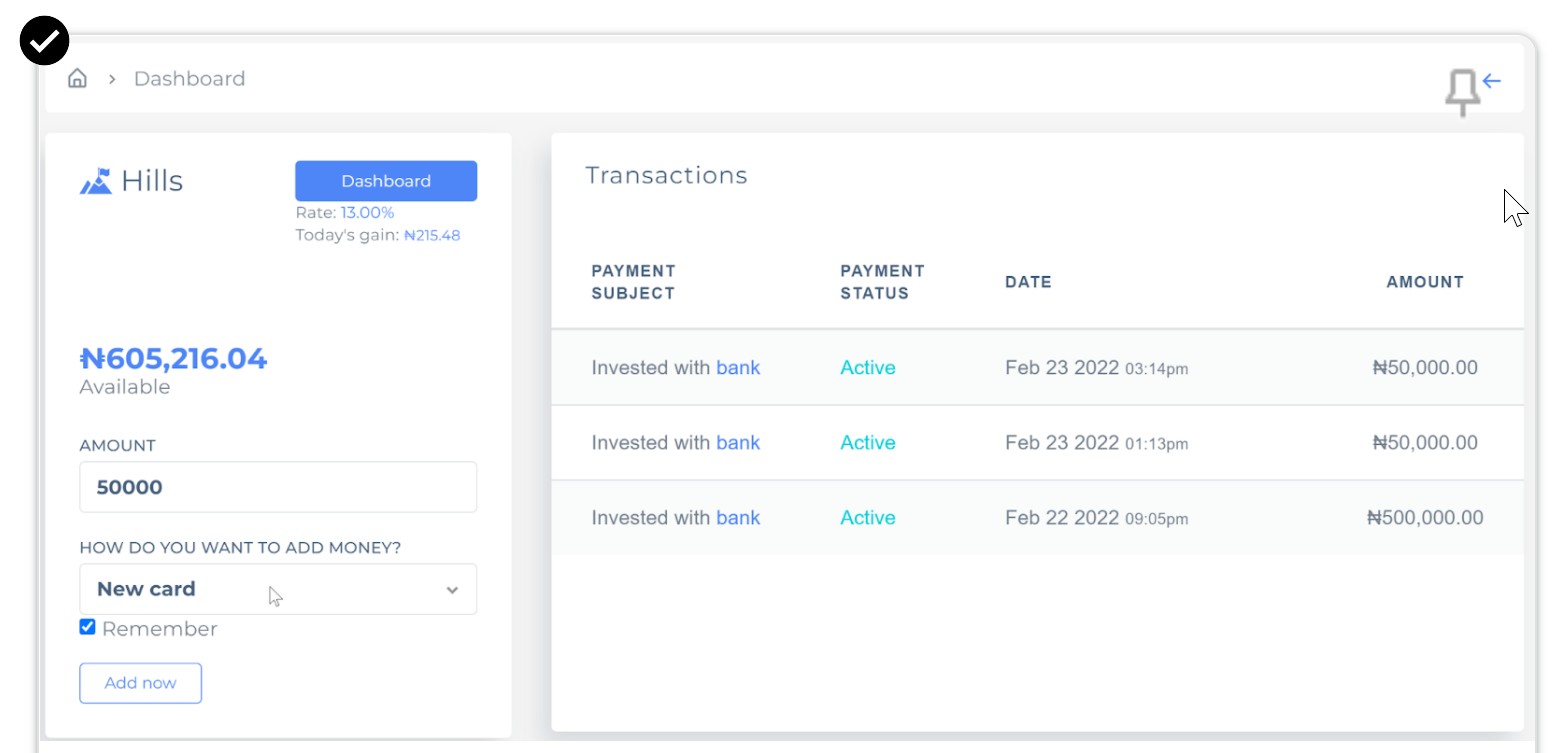 Dashboard
Hills
Dashboard
Rate: 13.00%
Today's gain: ₦215.48
₦605,216.04
Available
AMOUNT
50000
HOW DO YOU WANT TO ADD MONEY?
New card
Remember
Add now
Transactions
PAYMENT SUBJECT PAYMENT STATUS DATE AMOUNT
Invested with bank Active Feb 23 2022 03:14pm ₦50,000.00
Invested with bank Active Feb 23 2022 01:13pm ₦50,000.00
Invested with bank Active Feb 22 2022 09:05pm ₦500,000.00